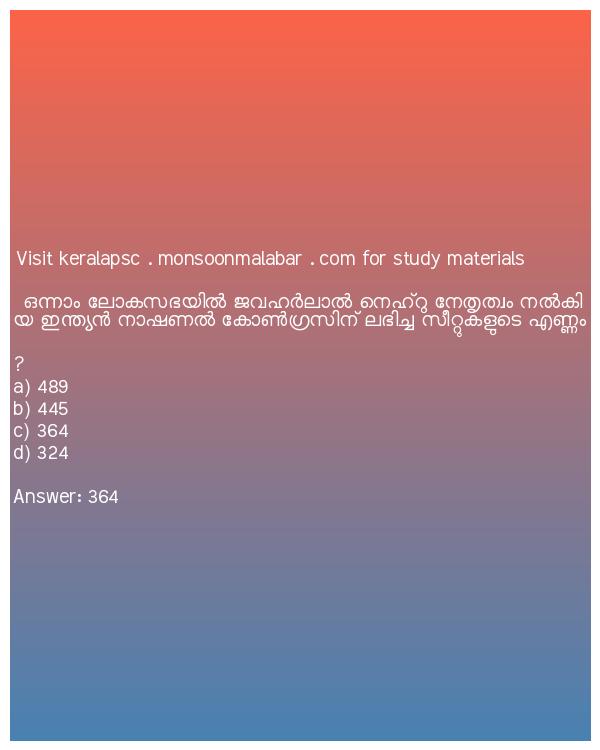 Visit keralapsc . monsoonmalabar . com for study materials
ഒന്നാം ലോകസഭയിൽ ജവഹർലാൽ നെഹ്റു നേതൃത്വം നൽകി
യ ഇന്ത്യൻ നാഷണൽ കോൺഗ്രസിന് ലഭിച്ച സീറ്റുകളുടെ എണ്ണം
?
a) 489
b) 445
c) 364
d) 324
Answer: 364